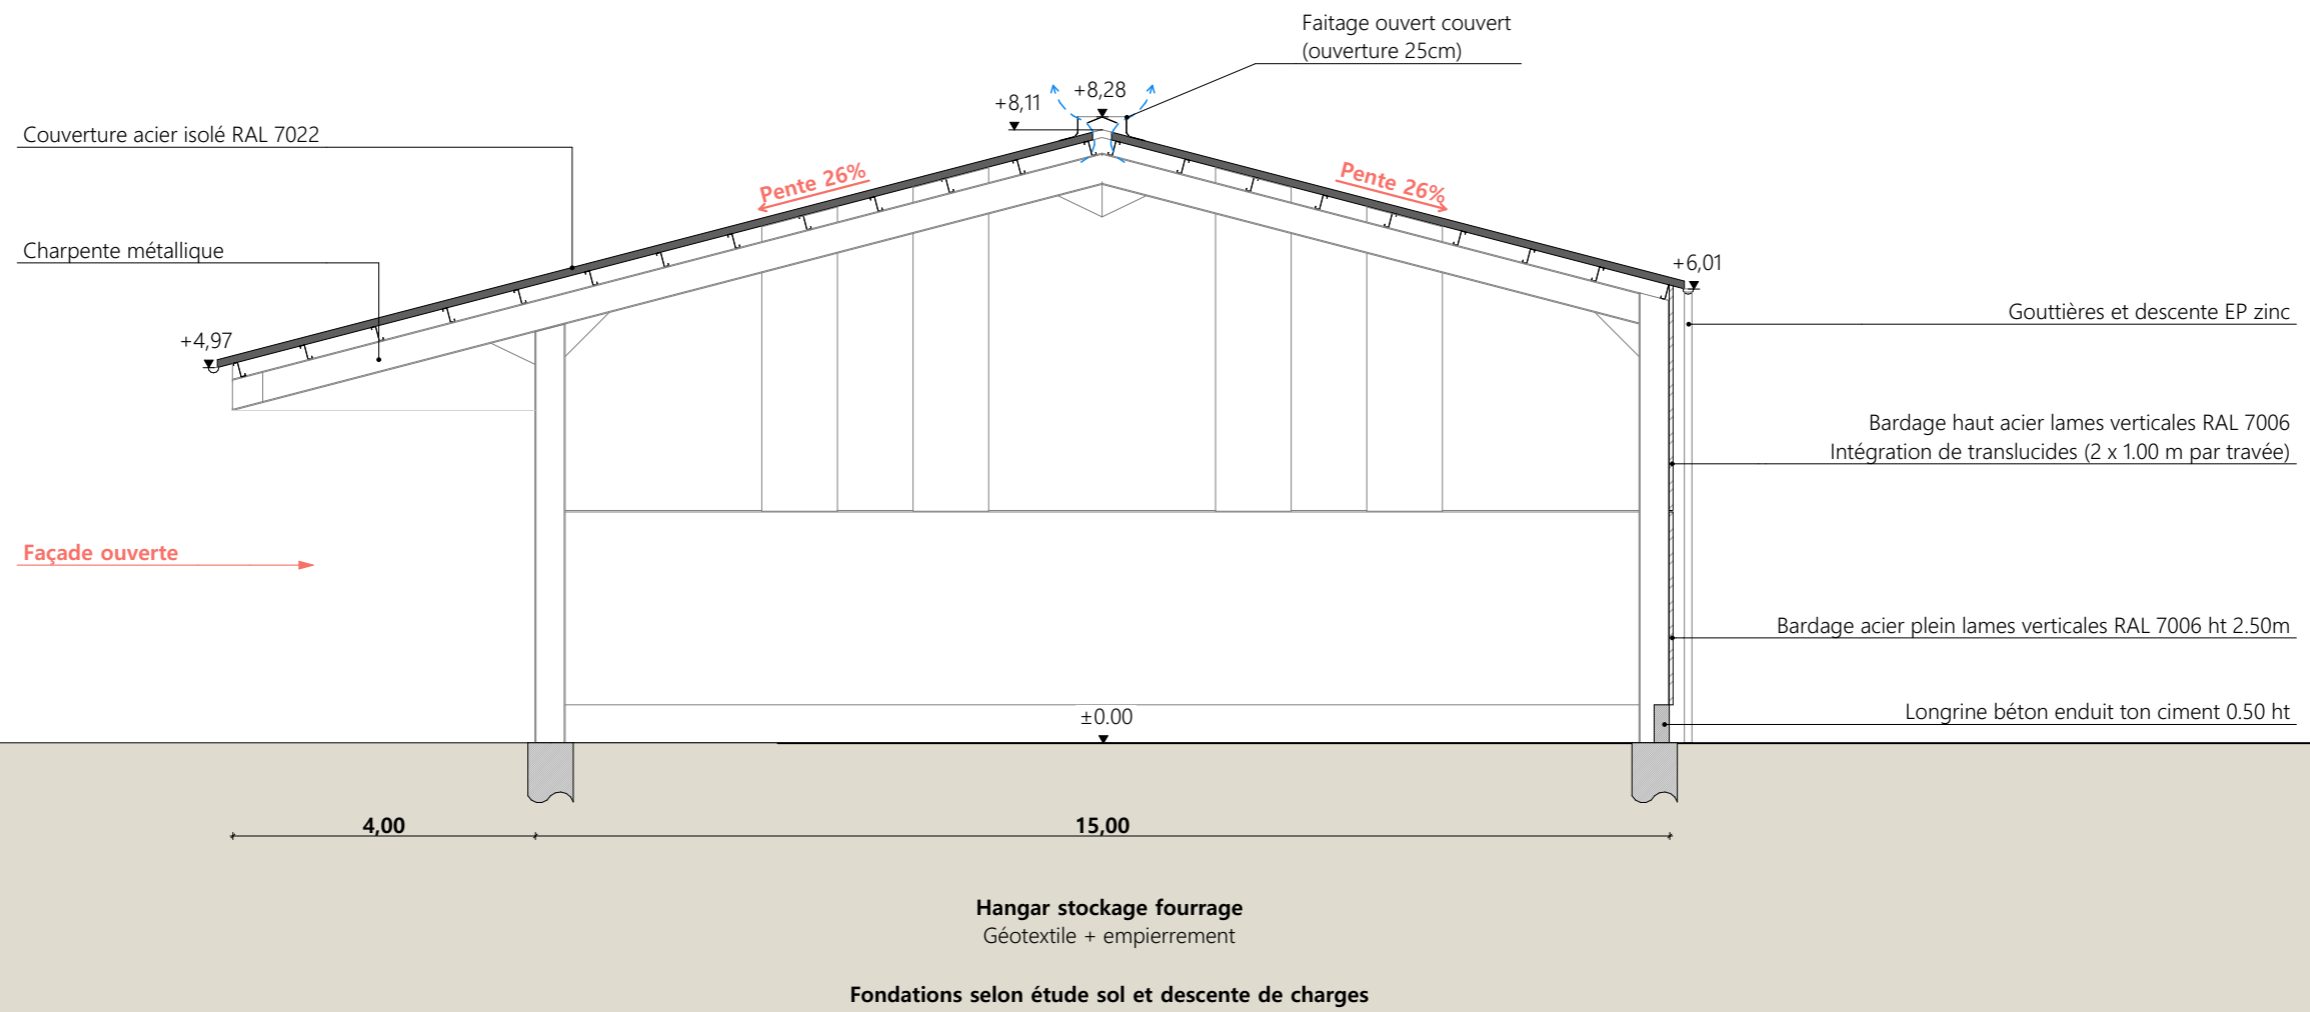 Faitage ouvert couvert
(ouverture 25cm)
+8,28
+8,11
Couverture acier isolé RAL 7022
Pente 26%
Pente 26%
Charpente métallique
+6,01
Gouttières et descente EP zinc
+4,97
Bardage haut acier lames verticales RAL 7006
Intégration de translucides (2 x 1.00 m par travée)
Façade ouverte
Bardage acier plein lames verticales RAL 7006 ht 2.50m
Longrine béton enduit ton ciment 0.50 ht
±0.00
4,00
15,00
Hangar stockage fourrage
Géotextile + empierrement
Fondations selon étude sol et descente de charges